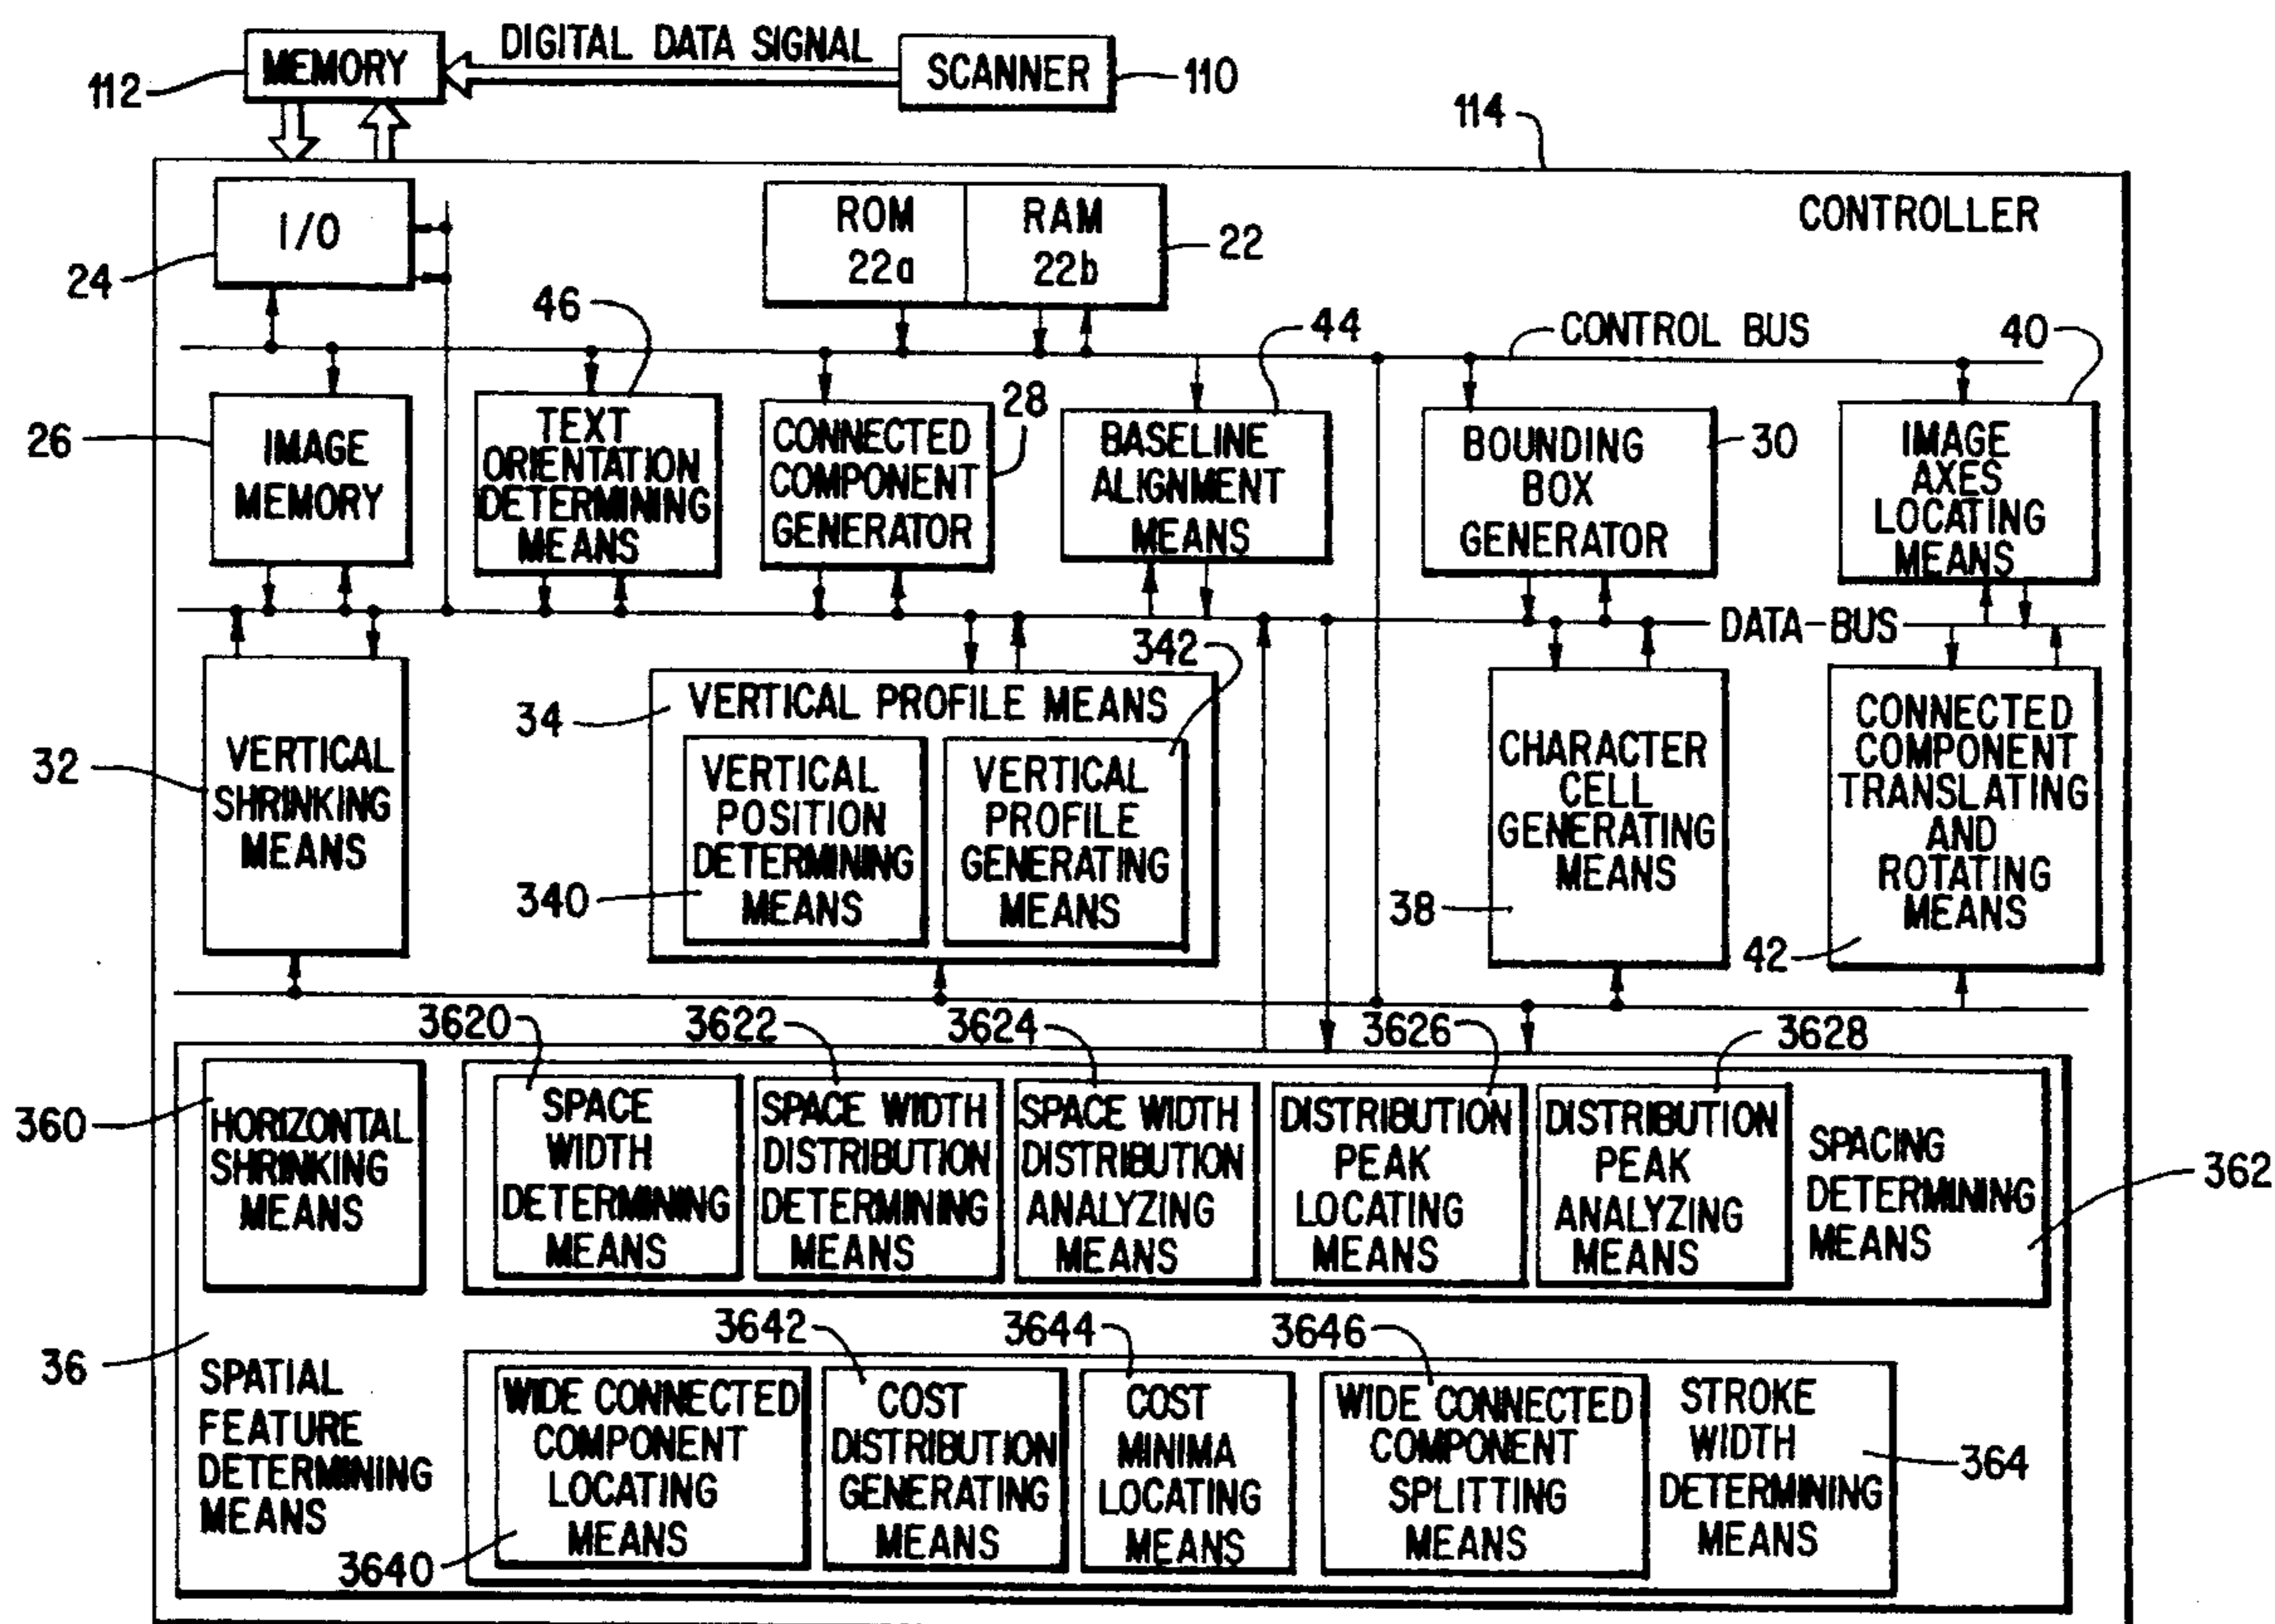 DIGITAL DATA SIGNAL
MEMORY
SCANNER
112
110
114
CONTROLLER
I/O
24
ROM
22a
RAM
22b
22
46
44
CONTROL BUS
40
26
IMAGE
MEMORY
TEXT
ORIENTATION
DETERMINING
MEANS
CONNECTED
COMPONENT
GENERATOR
28
BASELINE
ALIGNMENT
MEANS
BOUNDING
BOX
GENERATOR
30
IMAGE
AXES
LOCATING
MEANS
DATA-BUS
342
32
VERTICAL
SHRINKING
MEANS
34
VERTICAL PROFILE MEANS
VERTICAL
POSITION
DETERMINING
MEANS
340
VERTICAL
PROFILE
GENERATING
MEANS
CHARACTER
CELL
GENERATING
MEANS
38
CONNECTED
COMPONENT
TRANSLATING
AND
ROTATING
MEANS
42
3620
3622
3624
3626
3628
360
HORIZONTAL
SHRINKING
MEANS
SPACE
WIDTH
DETERMINING
MEANS
SPACE WIDTH
DISTRIBUTION
DETERMINING
MEANS
SPACE WIDTH
DISTRIBUTION
ANALYZING
MEANS
DISTRIBUTION
PEAK
LOCATING
MEANS
DISTRIBUTION
PEAK
ANALYZING
MEANS
SPACING
DETERMINING
MEANS
362
36
SPATIAL
FEATURE
DETERMINING
MEANS
3642
3644
3646
WIDE CONNECTED
COMPONENT
LOCATING
MEANS
3640
COST
DISTRIBUTION
GENERATING
MEANS
COST
MINIMA
LOCATING
MEANS
WIDE CONNECTED
COMPONENT
SPLITTING
MEANS
STROKE
WIDTH
DETERMINING
MEANS
364